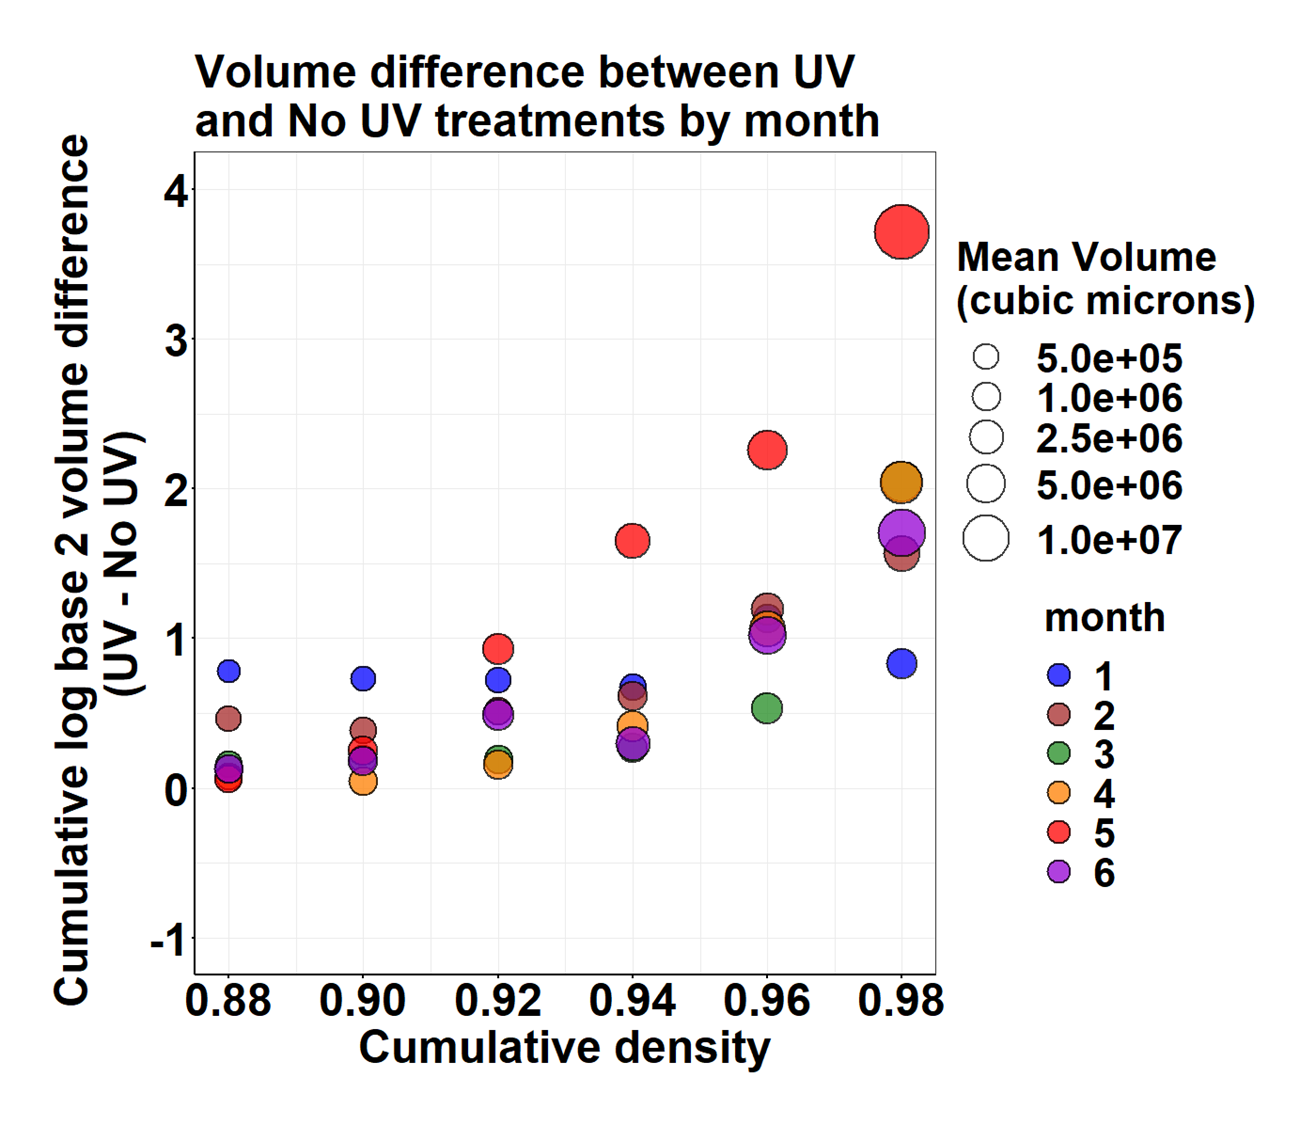 Volume difference between UV
and No UV treatments by month
Cumulative log base 2 volume difference
(UV - No UV)
4
3
2
1
0
-1
0.88 0.90 0.92 0.94 0.96 0.98
Cumulative density
Mean Volume
(cubic microns)
5.0e+05
1.0e+06
2.5e+06
5.0e+06
1.0e+07
month
1
2
3
4
5
6